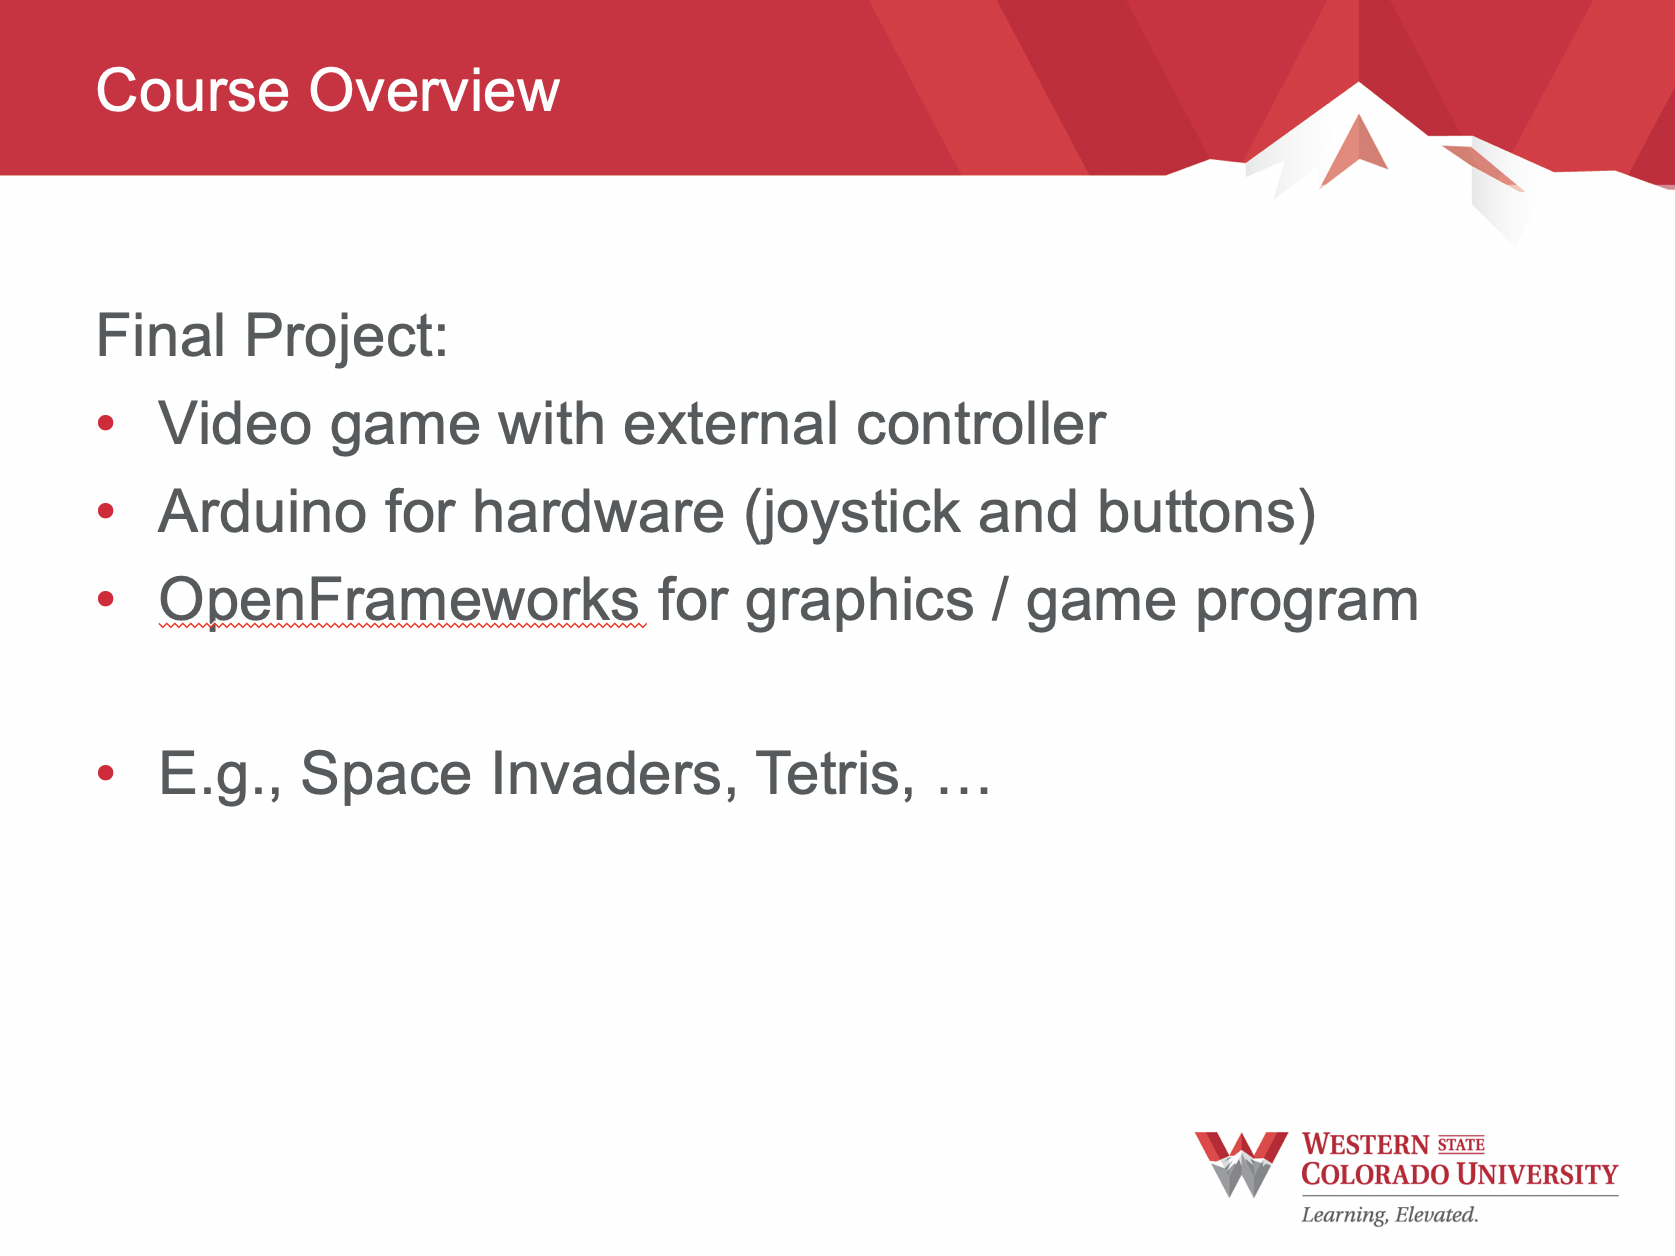 Course Overview
Final Project:
• Video game with external controller
• Arduino for hardware (joystick and buttons)
• OpenFrameworks for graphics / game program
• E.g., Space Invaders, Tetris, …
WESTERN STATE
COLORADO UNIVERSITY
Learning, Elevated.